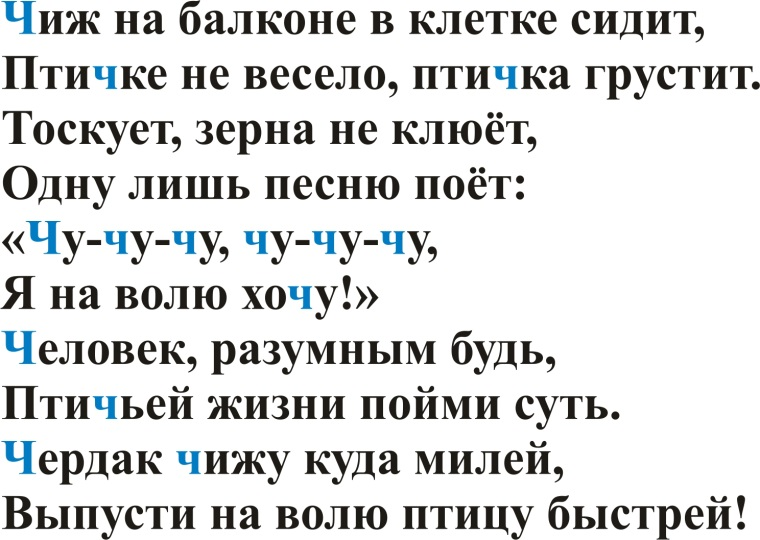 Чиж на балконе в клетке сидит,
Птичке не весело, птичка грустит.
Тоскует, зерна не клюёт,
Одну лишь песню поёт:
«Чу-чу-чу, чу-чу-чу,
Я на волю хочу!»
Человек, разумным будь,
Птичьей жизни пойми суть.
Чердак чижу куда милей,
Выпусти на волю птицу быстрей!